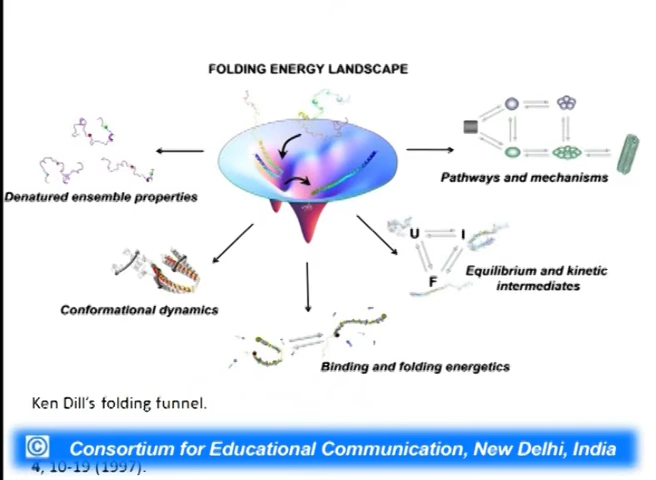 FOLDING ENERGY LANDSCAPE
Denatured ensemble properties
Pathways and mechanisms
U
I
F
Equilibrium and kinetic
intermediates
Conformational dynamics
Binding and folding energetics
Ken Dill's folding funnel.
© Consortium for Educational Communication, New Delhi, India
4, 10-19 (1997).